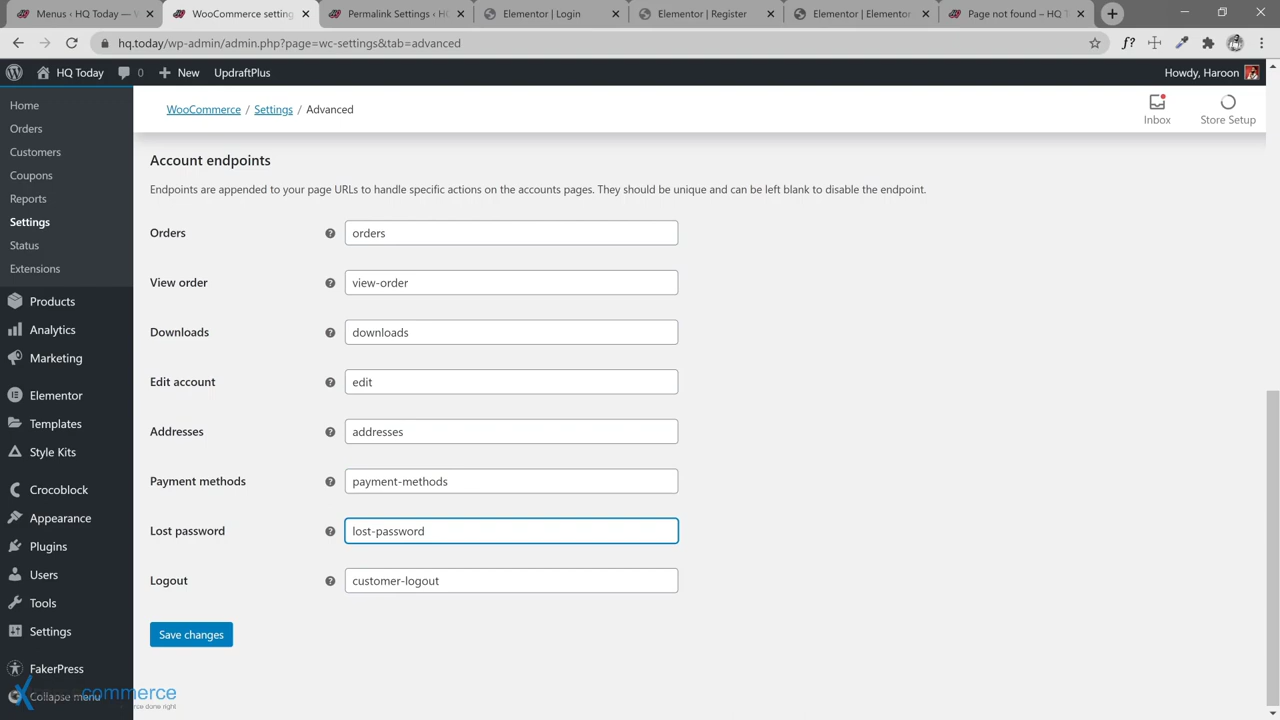 Menus ‹ HQ Today —
WooCommerce setting
Permalink Settings ‹ H
Elementor | Login
Elementor | Register
Elementor | Elementor
Page not found – HQ T
hq.today/wp-admin/admin.php?page=wc-settings&tab=advanced
f?
HQ Today
0
New
UpdraftPlus
Howdy, Haroon
Home
Orders
Customers
Coupons
Reports
Settings
Status
Extensions
Products
Analytics
Marketing
Elementor
Templates
Style Kits
Crocoblock
Appearance
Plugins
Users
Tools
Settings
FakerPress
Collapse menu
WooCommerce / Settings / Advanced
Inbox
Store Setup
Account endpoints
Endpoints are appended to your page URLs to handle specific actions on the accounts pages. They should be unique and can be left blank to disable the endpoint.
Orders
orders
View order
view-order
Downloads
downloads
Edit account
edit
Addresses
addresses
Payment methods
payment-methods
Lost password
lost-password
Logout
customer-logout
Save changes
commerce
rce done right